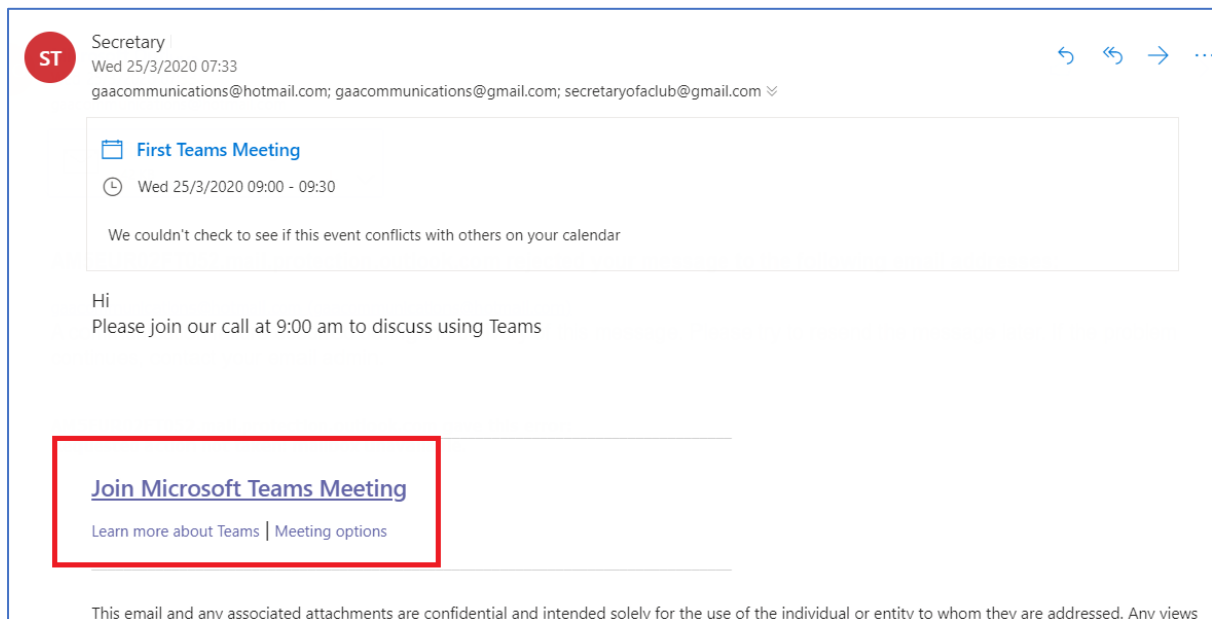 ST
Secretary
Wed 25/3/2020 07:33
gaacommunications@hotmail.com; gaacommunications@gmail.com; secretaryofaclub@gmail.com
First Teams Meeting
Wed 25/3/2020 09:00 - 09:30
We couldn't check to see if this event conflicts with others on your calendar
Hi
Please join our call at 9:00 am to discuss using Teams
Join Microsoft Teams Meeting
Learn more about Teams | Meeting options
This email and any associated attachments are confidential and intended solely for the use of the individual or entity to whom they are addressed. Any views